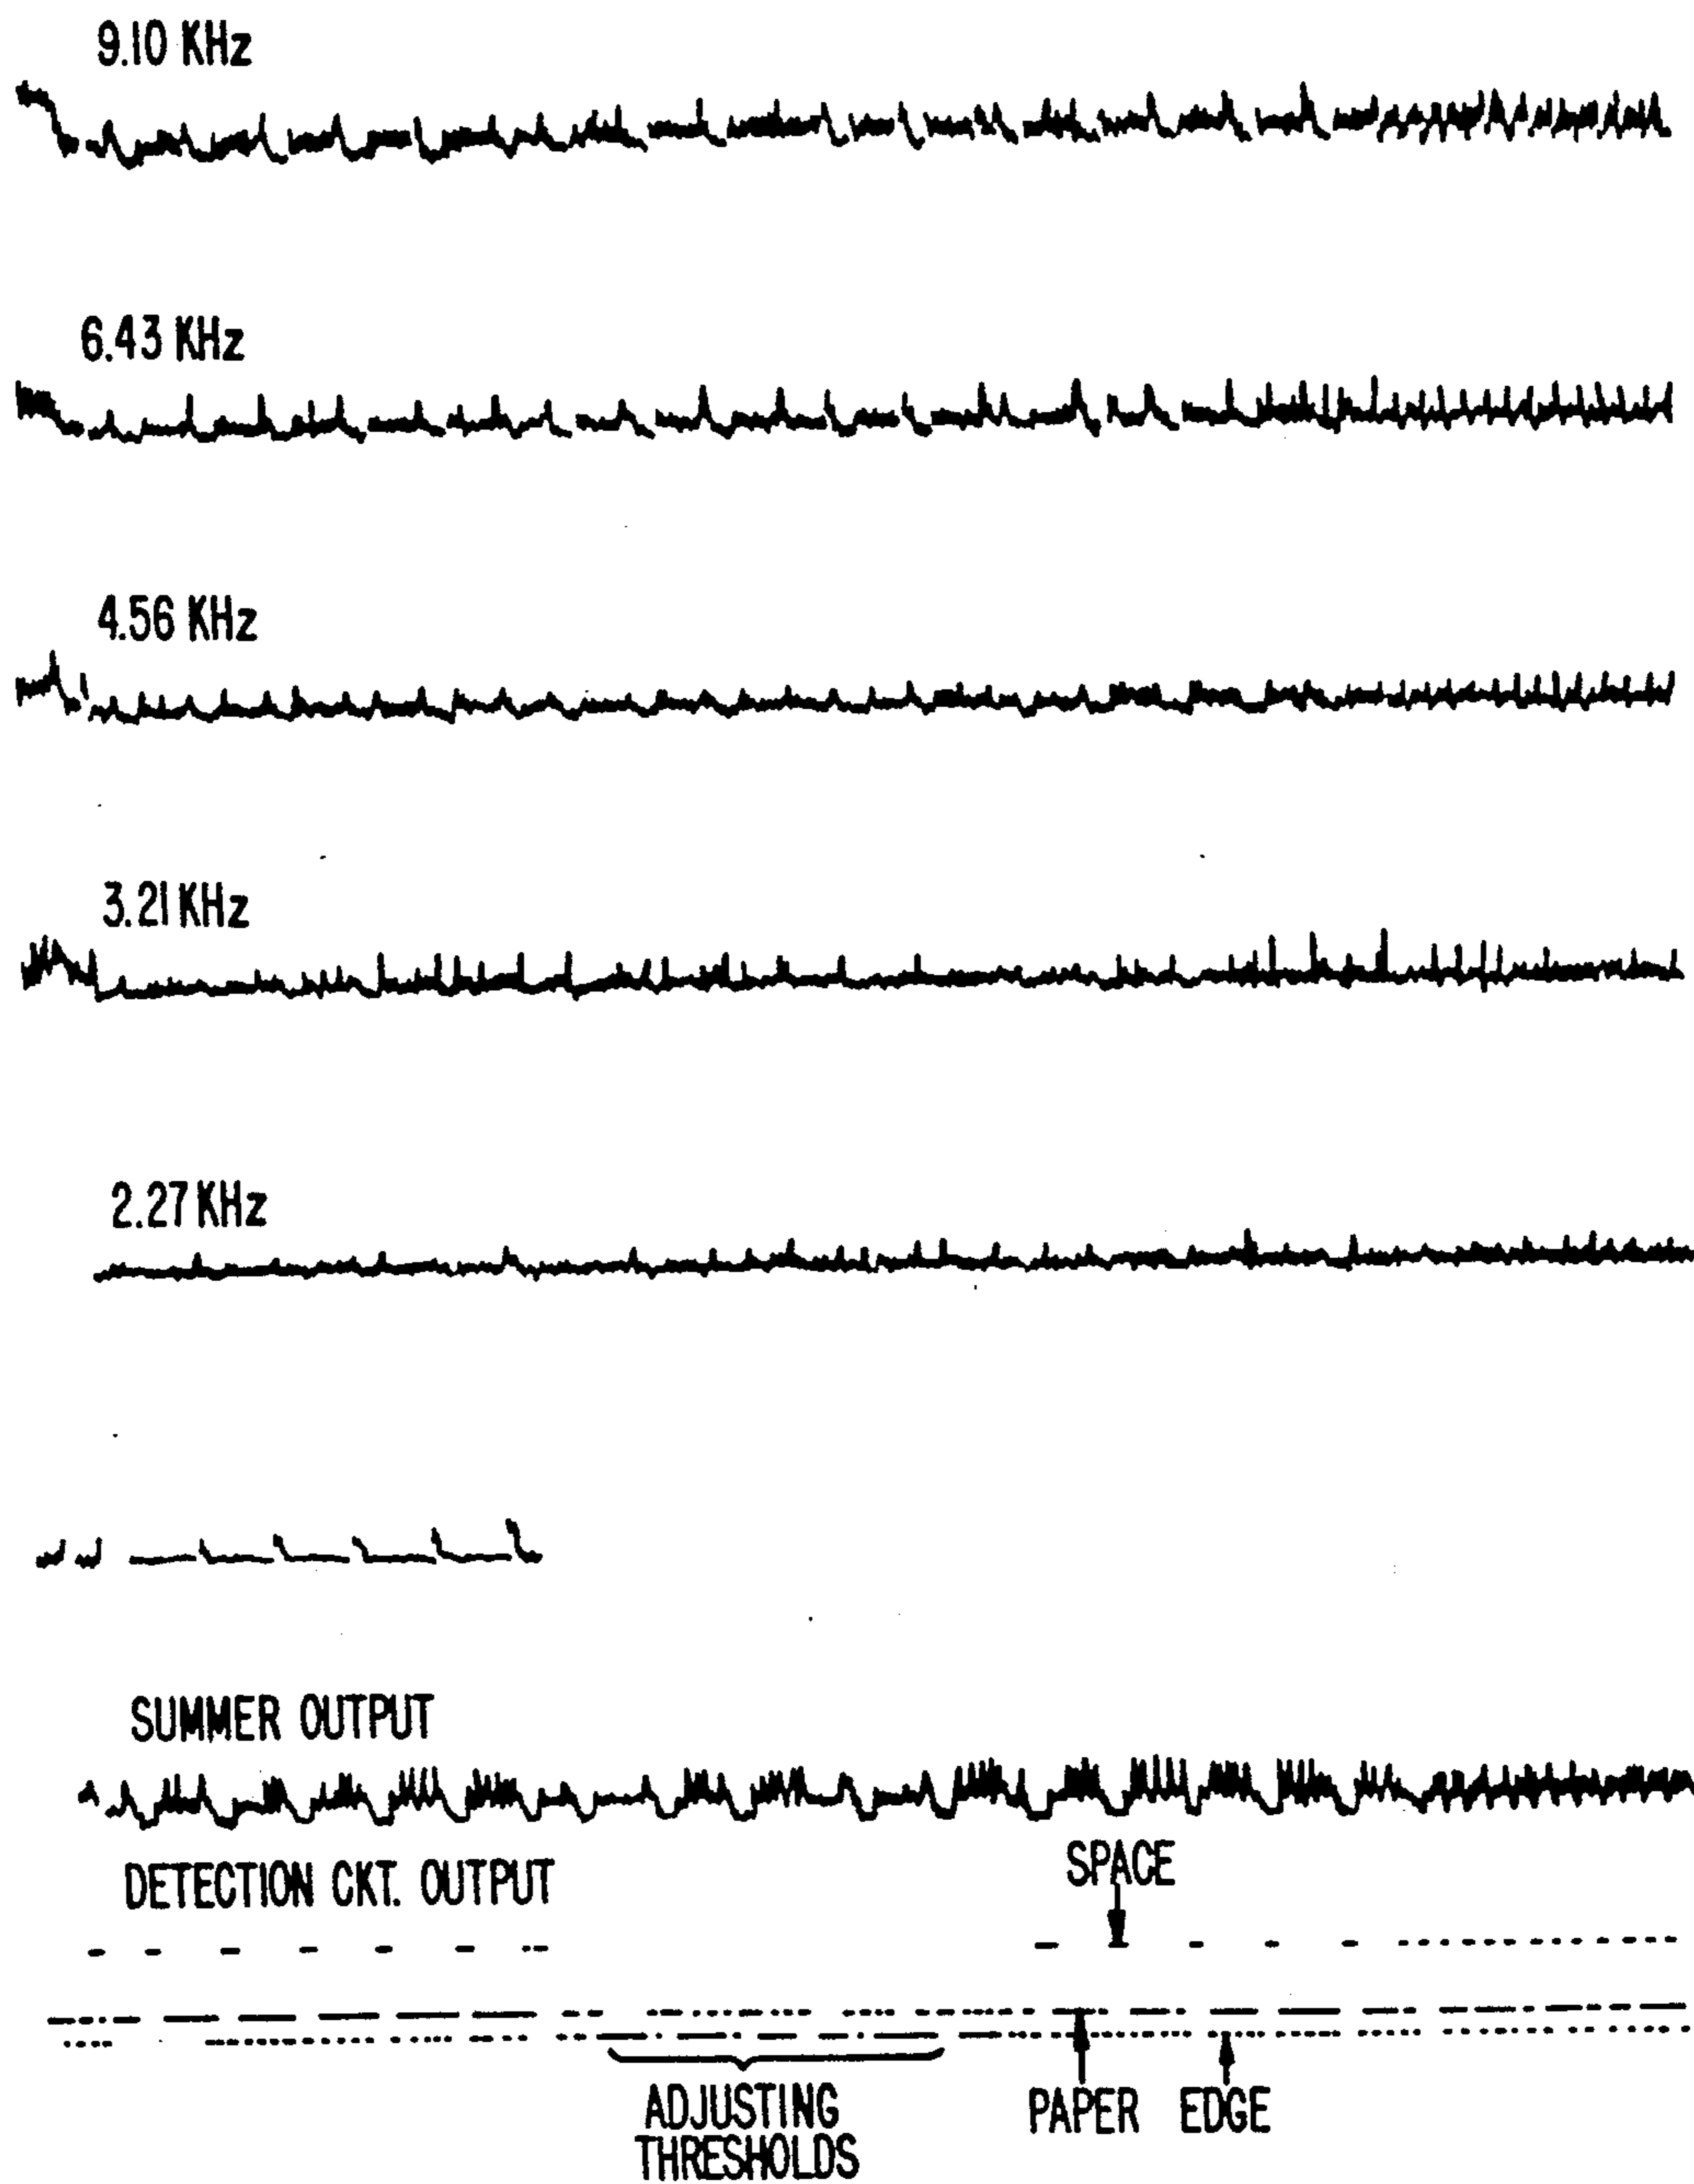 9.10 KHz
6.43 KHz
4.56 KHz
3.21 KHz
2.27 KHz
SUMMER OUTPUT
DETECTION CKT. OUTPUT
SPACE
ADJUSTING
THRESHOLDS
PAPER
EDGE